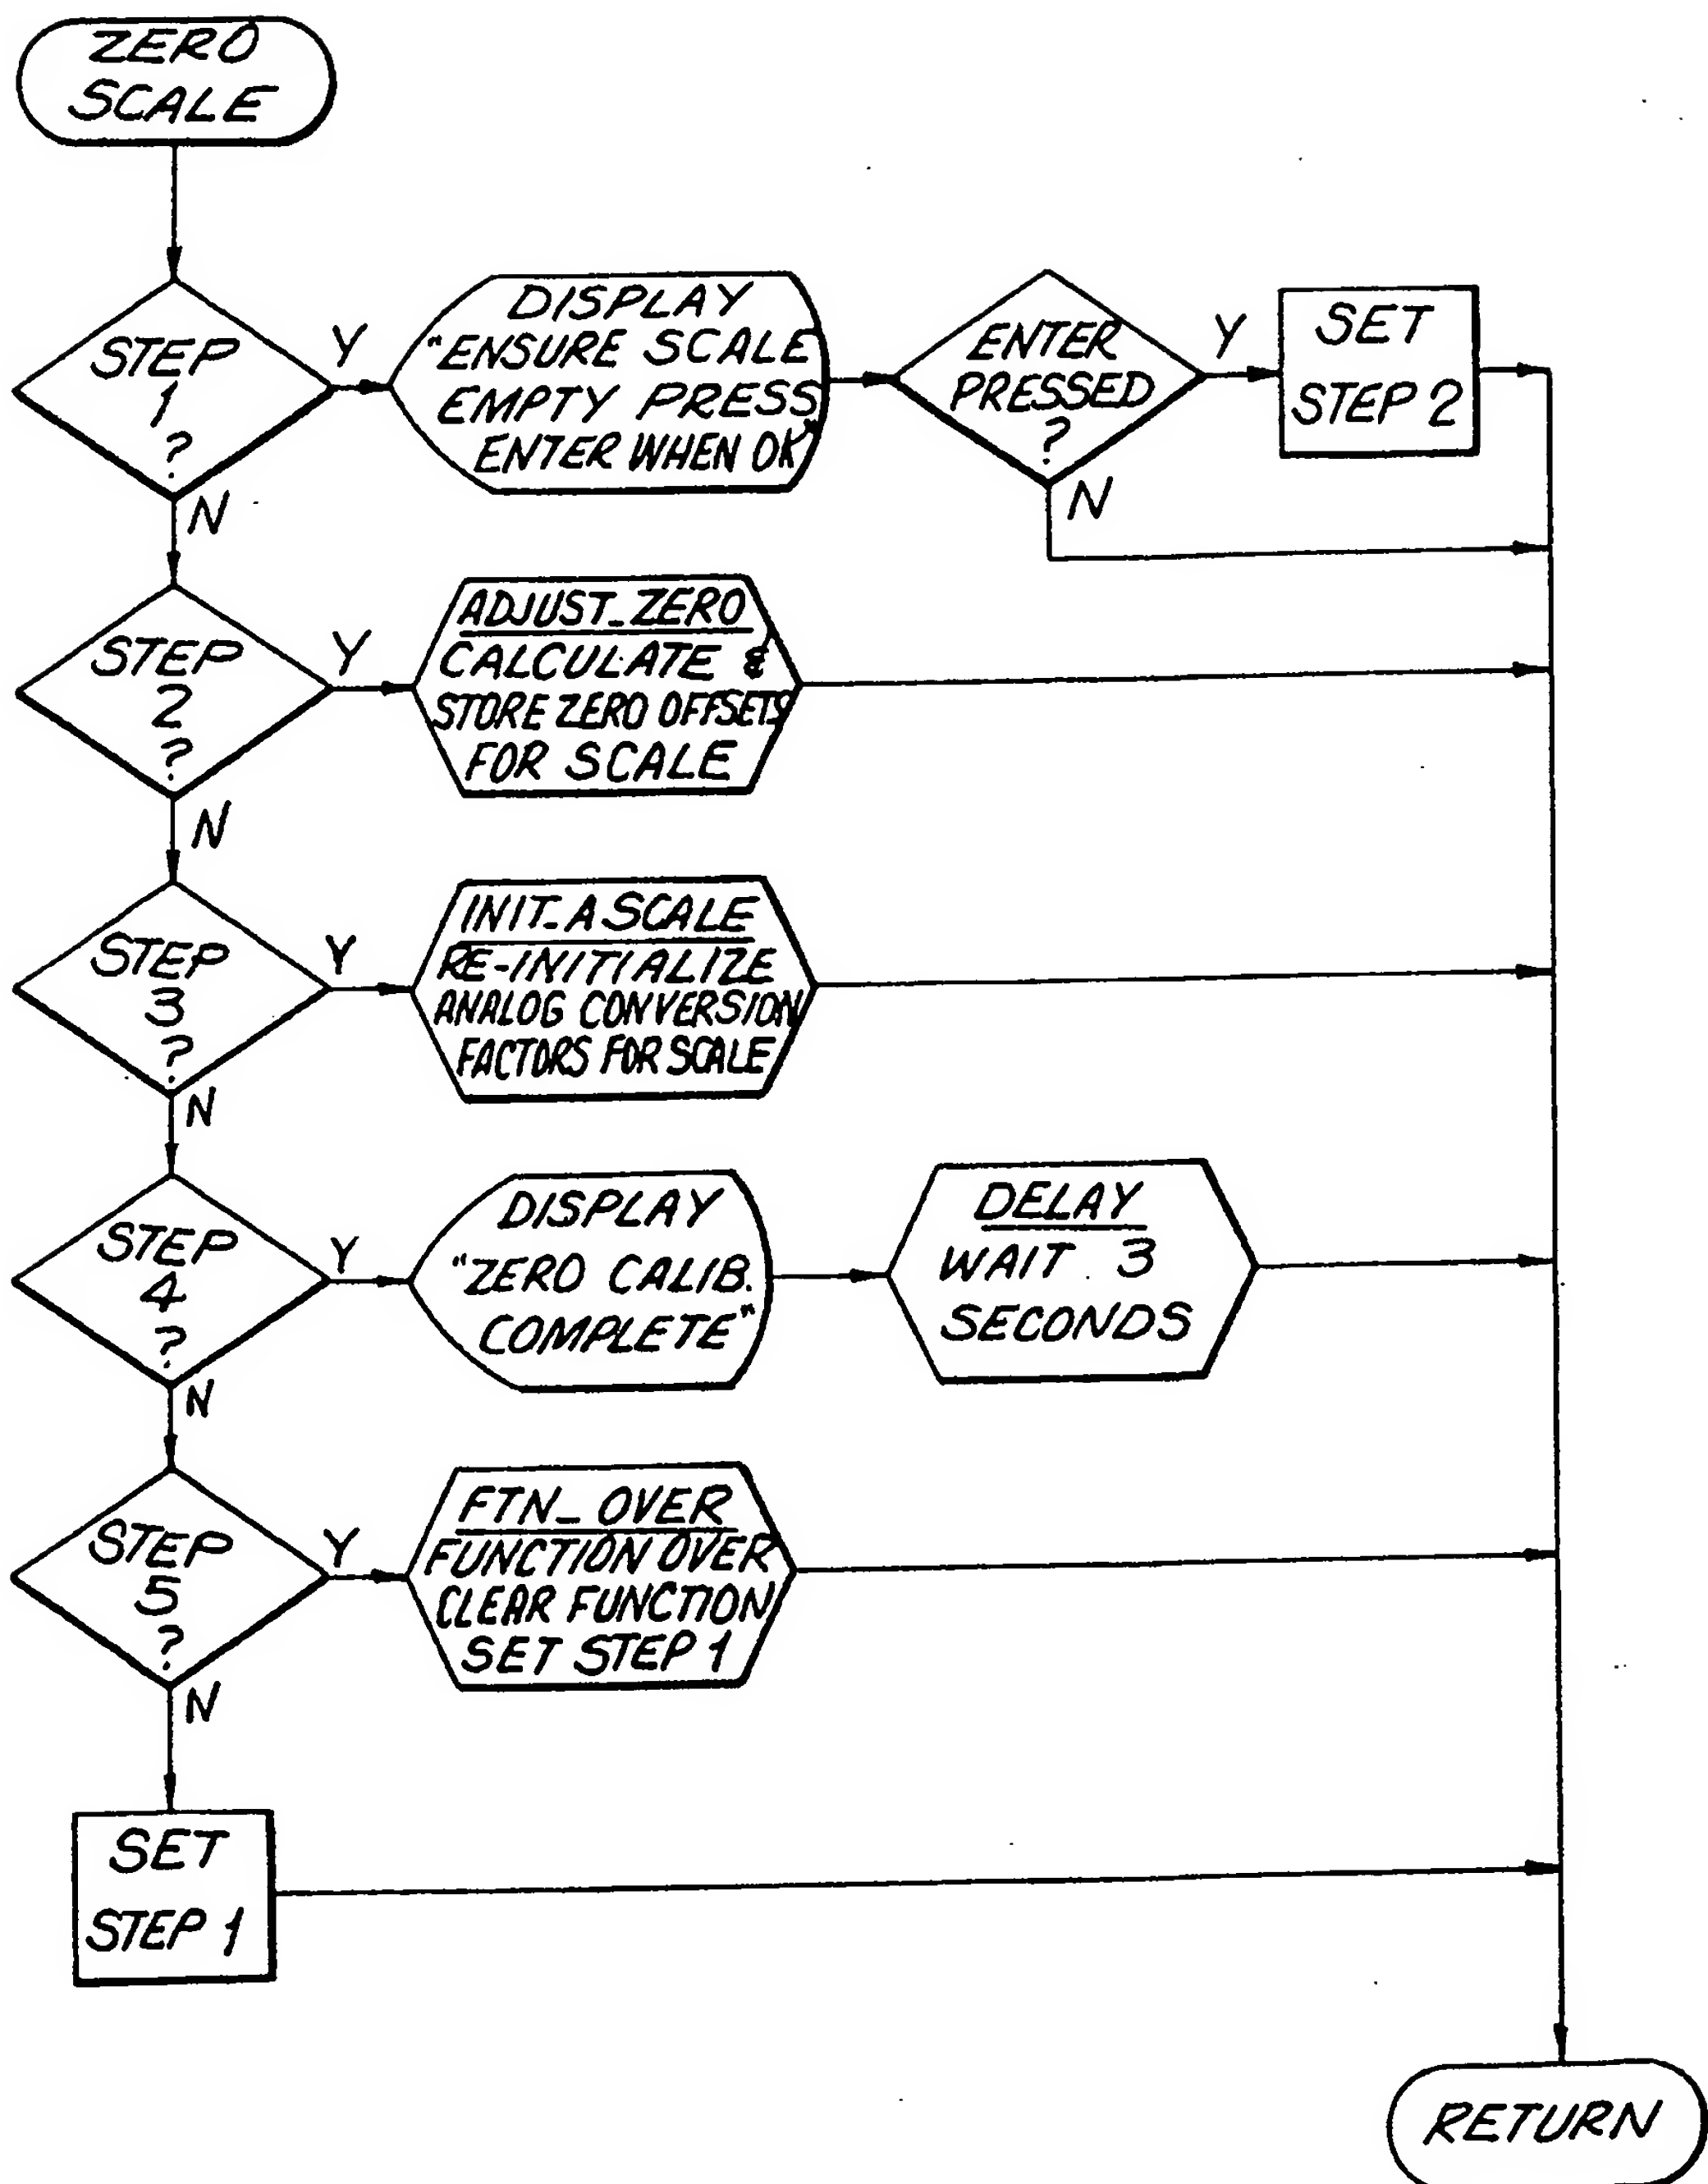 ZERO
SCALE
STEP
1
?
Y
N
DISPLAY
"ENSURE SCALE
EMPTY PRESS
ENTER WHEN OK"
ENTER
PRESSED
?
Y
N
SET
STEP 2
STEP
2
?
Y
N
ADJUST_ZERO
CALCULATE &
STORE ZERO OFFSETS
FOR SCALE
STEP
3
?
Y
N
INIT_A SCALE
RE-INITIALIZE
ANALOG CONVERSION
FACTORS FOR SCALE
STEP
4
?
Y
N
DISPLAY
"ZERO CALIB.
COMPLETE"
DELAY
WAIT 3
SECONDS
STEP
5
?
Y
N
FTN_OVER
FUNCTION OVER
CLEAR FUNCTION
SET STEP 1
SET
STEP 1
RETURN